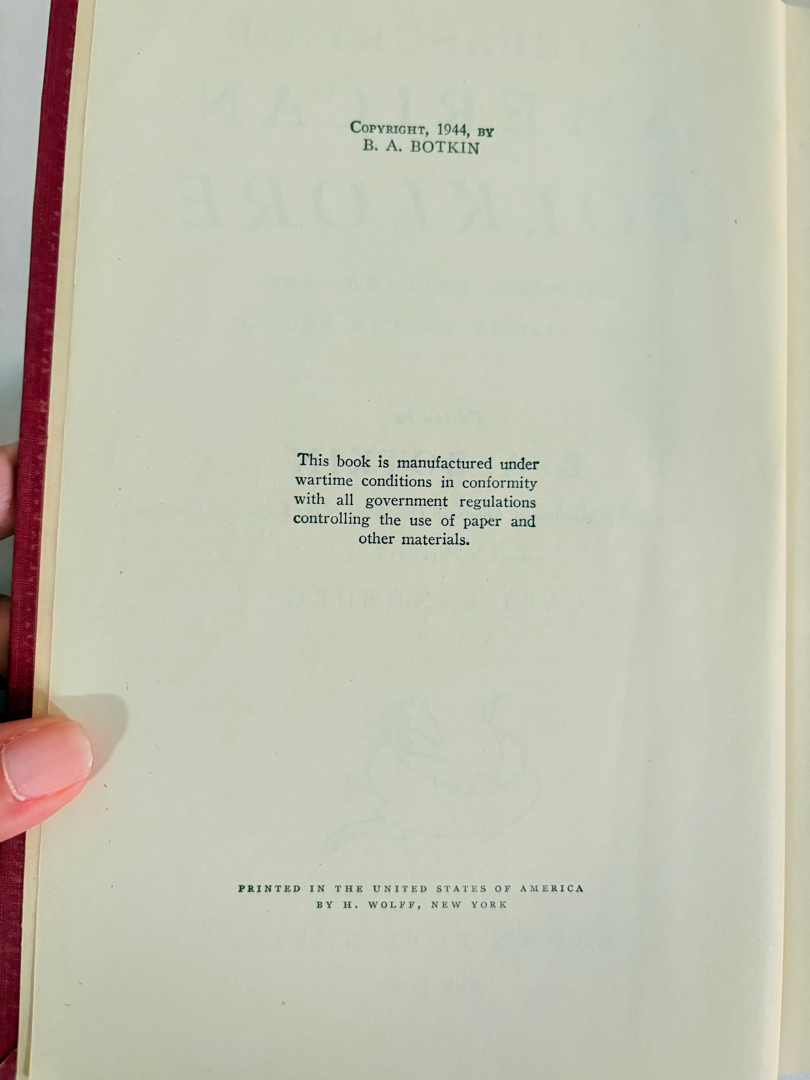 COPYRIGHT, 1944, BY
B. A. BOTKIN
This book is manufactured under
wartime conditions in conformity
with all government regulations
controlling the use of paper and
other materials.
PRINTED IN THE UNITED STATES OF AMERICA
BY H. WOLFF, NEW YORK